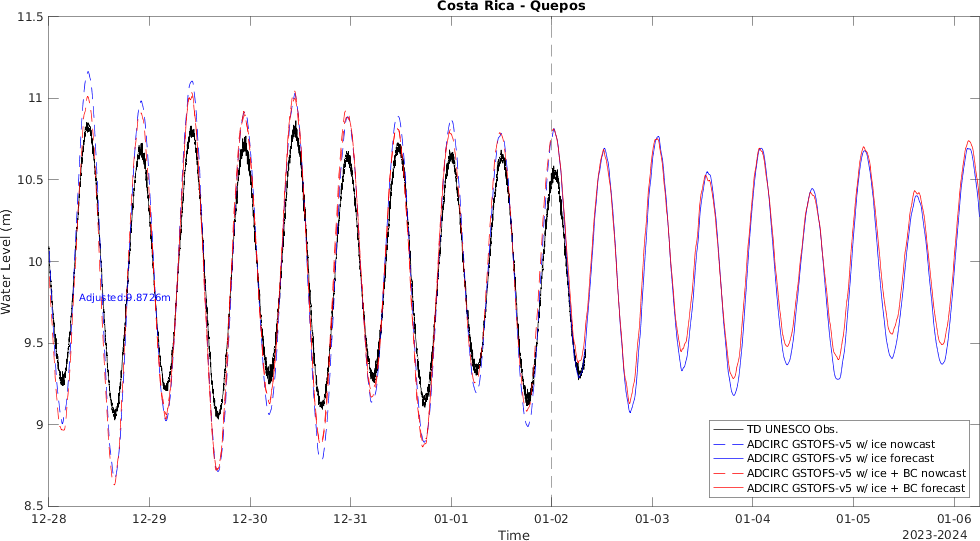 Costa Rica - Quepos
11.5
11
10.5
10
9.5
9
8.5
Water Level (m)
Adjusted:9.8726m
TD UNESCO Obs.
ADCIRC GSTOFS-v5 w/ ice nowcast
ADCIRC GSTOFS-v5 w/ ice forecast
ADCIRC GSTOFS-v5 w/ ice + BC nowcast
ADCIRC GSTOFS-v5 w/ ice + BC forecast
12-28 12-29 12-30 12-31 01-01 01-02 01-03 01-04 01-05 01-06
Time
2023-2024